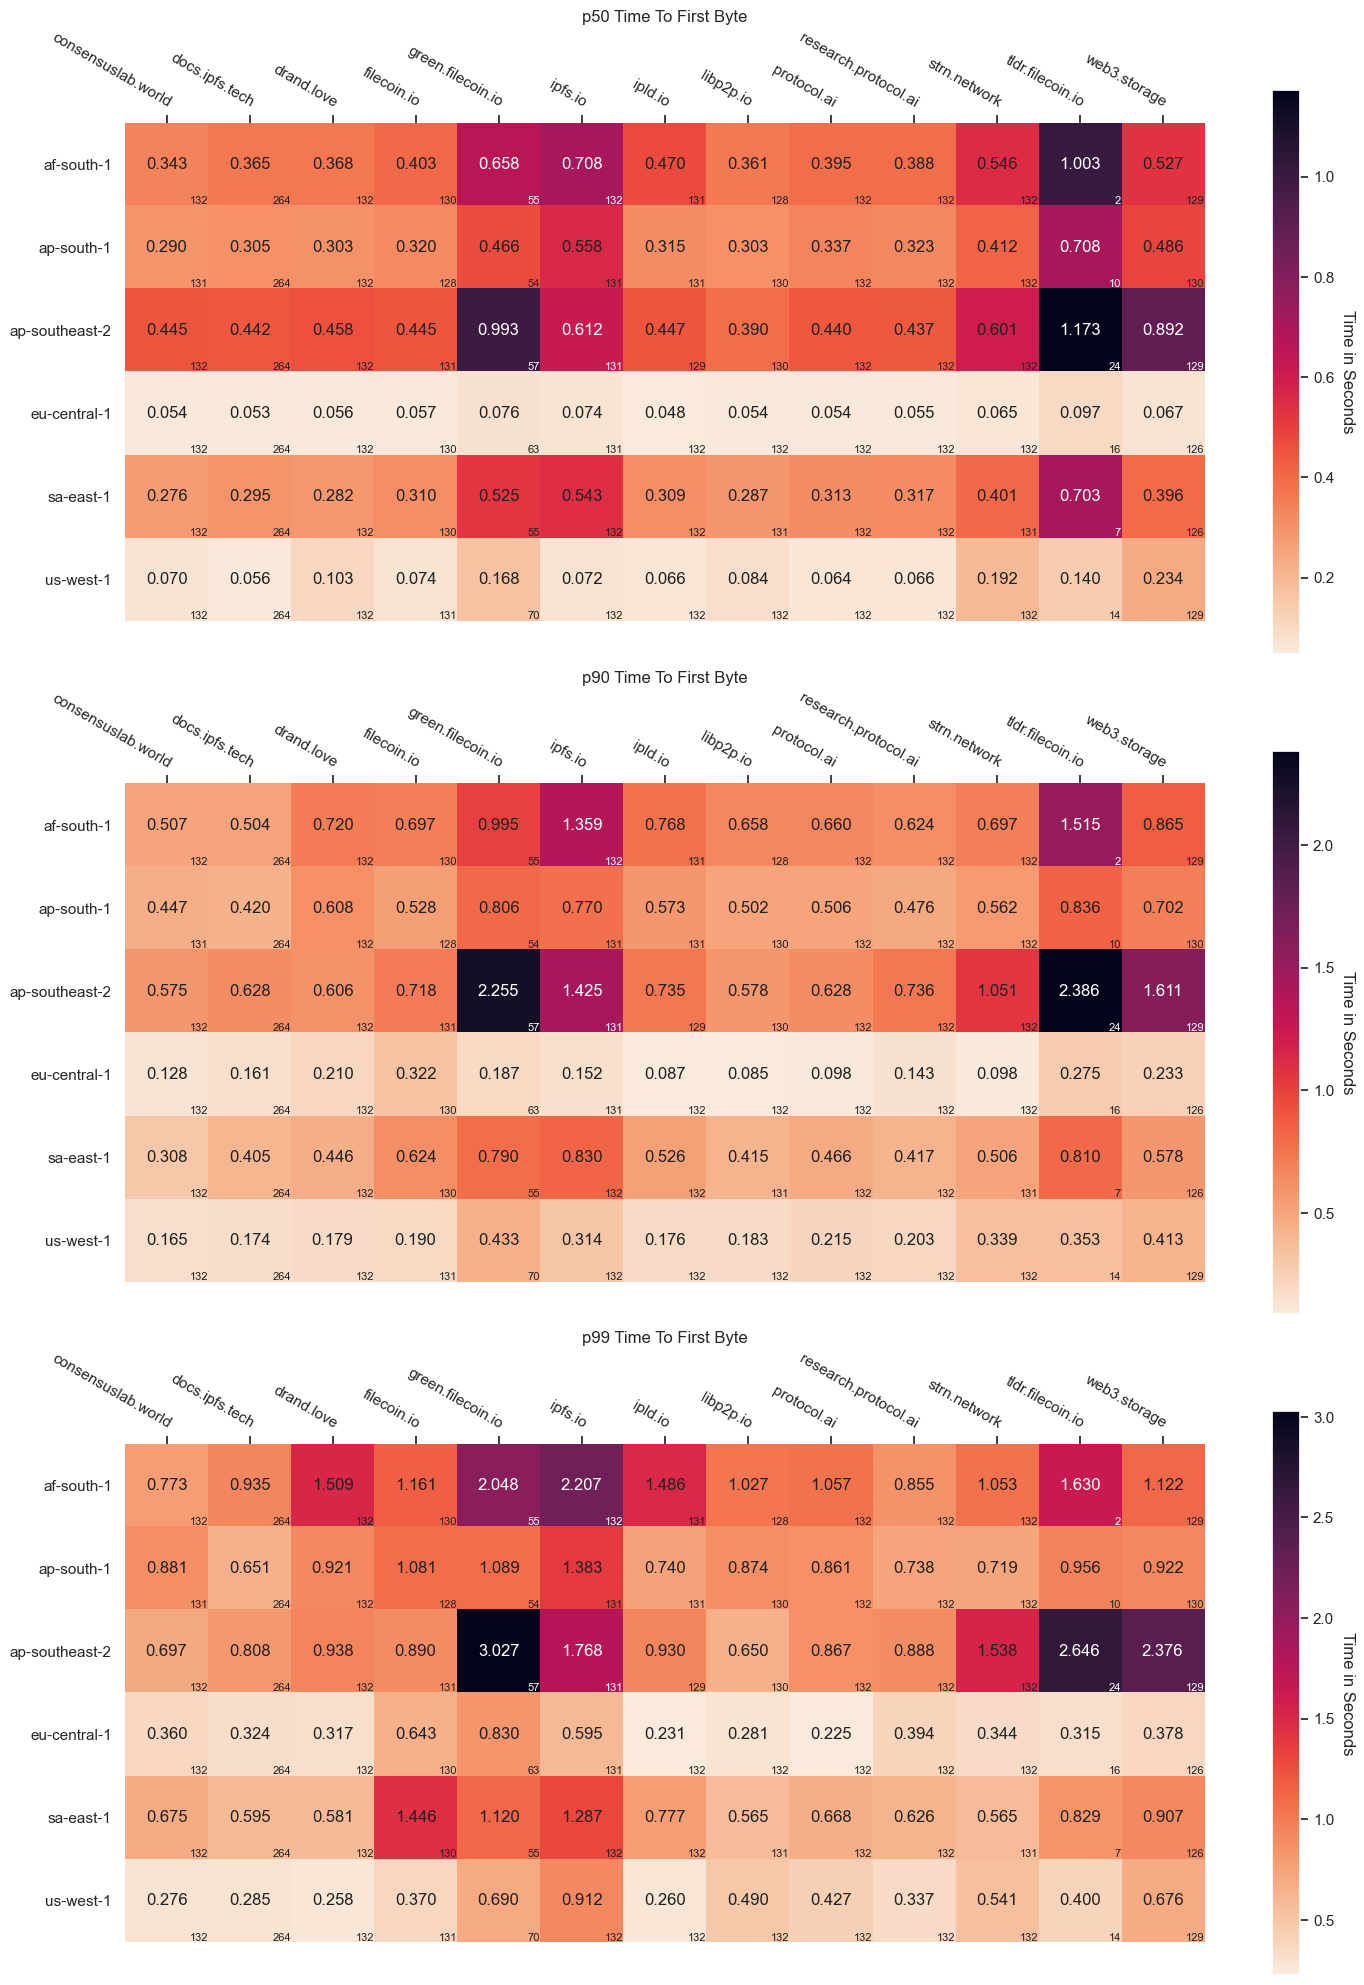 p50 Time To First Byte
consensuslab.world docs.ipfs.tech drand.love filecoin.io green.filecoin.io ipfs.io ipld.io libp2p.io protocol.ai research.protocol.ai strn.network tldr.filecoin.io web3.storage
af-south-1 0.343 0.365 0.368 0.403 0.658 0.708 0.470 0.361 0.395 0.388 0.546 1.003 0.527
132 264 132 130 55 132 131 128 132 132 132 2 129
ap-south-1 0.290 0.305 0.303 0.320 0.466 0.558 0.315 0.303 0.337 0.323 0.412 0.708 0.486
131 264 132 128 54 131 131 130 132 132 132 10 130
ap-southeast-2 0.445 0.442 0.458 0.445 0.993 0.612 0.447 0.390 0.440 0.437 0.601 1.173 0.892
132 264 132 131 57 131 129 130 132 132 132 24 129
eu-central-1 0.054 0.053 0.056 0.057 0.076 0.074 0.048 0.054 0.054 0.055 0.065 0.097 0.067
132 264 132 130 63 131 132 132 132 132 132 16 126
sa-east-1 0.276 0.295 0.282 0.310 0.525 0.543 0.309 0.287 0.313 0.317 0.401 0.703 0.396
132 264 132 130 55 132 132 131 132 132 131 7 126
us-west-1 0.070 0.056 0.103 0.074 0.168 0.072 0.066 0.084 0.064 0.066 0.192 0.140 0.234
132 264 132 131 70 132 132 132 132 132 132 14 129
1.0
0.8
0.6
0.4
0.2
Time in Seconds
p90 Time To First Byte
consensuslab.world docs.ipfs.tech drand.love filecoin.io green.filecoin.io ipfs.io ipld.io libp2p.io protocol.ai research.protocol.ai strn.network tldr.filecoin.io web3.storage
af-south-1 0.507 0.504 0.720 0.697 0.995 1.359 0.768 0.658 0.660 0.624 0.697 1.515 0.865
132 264 132 130 55 132 131 128 132 132 132 2 129
ap-south-1 0.447 0.420 0.608 0.528 0.806 0.770 0.573 0.502 0.506 0.476 0.562 0.836 0.702
131 264 132 128 54 131 131 130 132 132 132 10 130
ap-southeast-2 0.575 0.628 0.606 0.718 2.255 1.425 0.735 0.578 0.628 0.736 1.051 2.386 1.611
132 264 132 131 57 131 129 130 132 132 132 24 129
eu-central-1 0.128 0.161 0.210 0.322 0.187 0.152 0.087 0.085 0.098 0.143 0.098 0.275 0.233
132 264 132 130 63 131 132 132 132 132 132 16 126
sa-east-1 0.308 0.405 0.446 0.624 0.790 0.830 0.526 0.415 0.466 0.417 0.506 0.810 0.578
132 264 132 130 55 132 132 131 132 132 131 7 126
us-west-1 0.165 0.174 0.179 0.190 0.433 0.314 0.176 0.183 0.215 0.203 0.339 0.353 0.413
132 264 132 131 70 132 132 132 132 132 132 14 129
2.0
1.5
1.0
0.5
Time in Seconds
p99 Time To First Byte
consensuslab.world docs.ipfs.tech drand.love filecoin.io green.filecoin.io ipfs.io ipld.io libp2p.io protocol.ai research.protocol.ai strn.network tldr.filecoin.io web3.storage
af-south-1 0.773 0.935 1.509 1.161 2.048 2.207 1.486 1.027 1.057 0.855 1.053 1.630 1.122
132 264 132 130 55 132 131 128 132 132 132 2 129
ap-south-1 0.881 0.651 0.921 1.081 1.089 1.383 0.740 0.874 0.861 0.738 0.719 0.956 0.922
131 264 132 128 54 131 131 130 132 132 132 10 130
ap-southeast-2 0.697 0.808 0.938 0.890 3.027 1.768 0.930 0.650 0.867 0.888 1.538 2.646 2.376
132 264 132 131 57 131 129 130 132 132 132 24 129
eu-central-1 0.360 0.324 0.317 0.643 0.830 0.595 0.231 0.281 0.225 0.394 0.344 0.315 0.378
132 264 132 130 63 131 132 132 132 132 132 16 126
sa-east-1 0.675 0.595 0.581 1.446 1.120 1.287 0.777 0.565 0.668 0.626 0.565 0.829 0.907
132 264 132 130 55 132 132 131 132 132 131 7 126
us-west-1 0.276 0.285 0.258 0.370 0.690 0.912 0.260 0.490 0.427 0.337 0.541 0.400 0.676
132 264 132 131 70 132 132 132 132 132 132 14 129
3.0
2.5
2.0
1.5
1.0
0.5
Time in Seconds